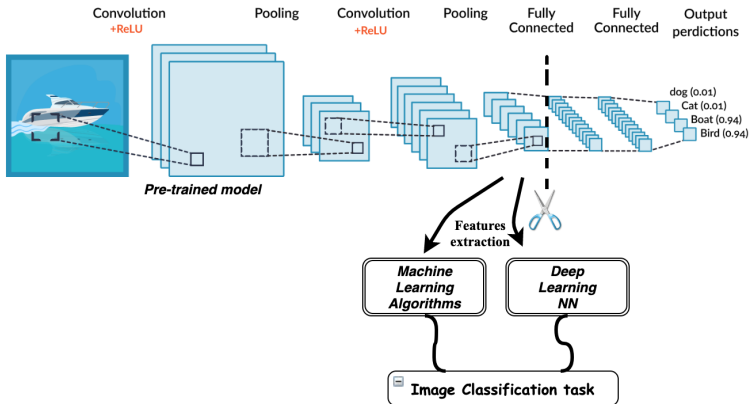 Convolution
+ReLU
Pooling
Convolution
+ReLU
Pooling
Fully
Connected
Fully
Connected
Output
perdictions
dog (0.01)
Cat (0.01)
Boat (0.94)
Bird (0.94)
Pre-trained model
Features
extraction
Machine
Learning
Algorithms
Deep
Learning
NN
Image Classification task